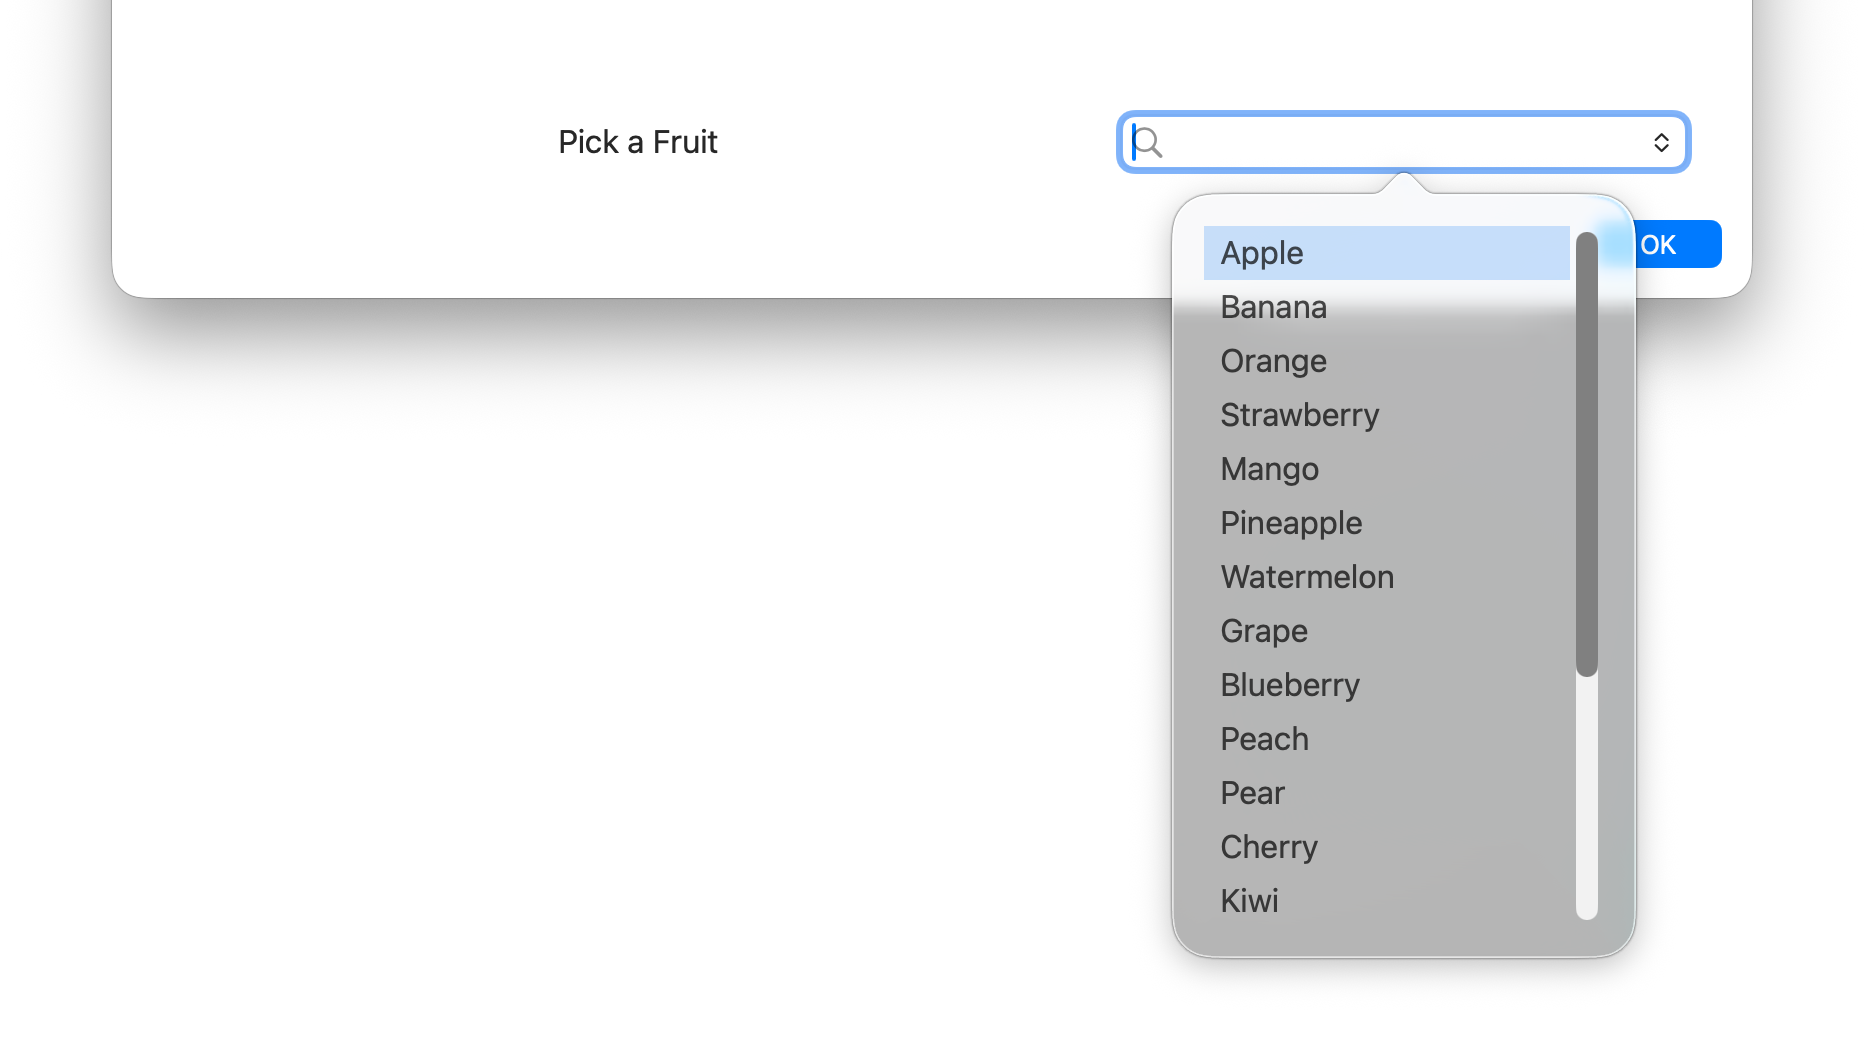 Pick a Fruit
OK
Apple
Banana
Orange
Strawberry
Mango
Pineapple
Watermelon
Grape
Blueberry
Peach
Pear
Cherry
Kiwi